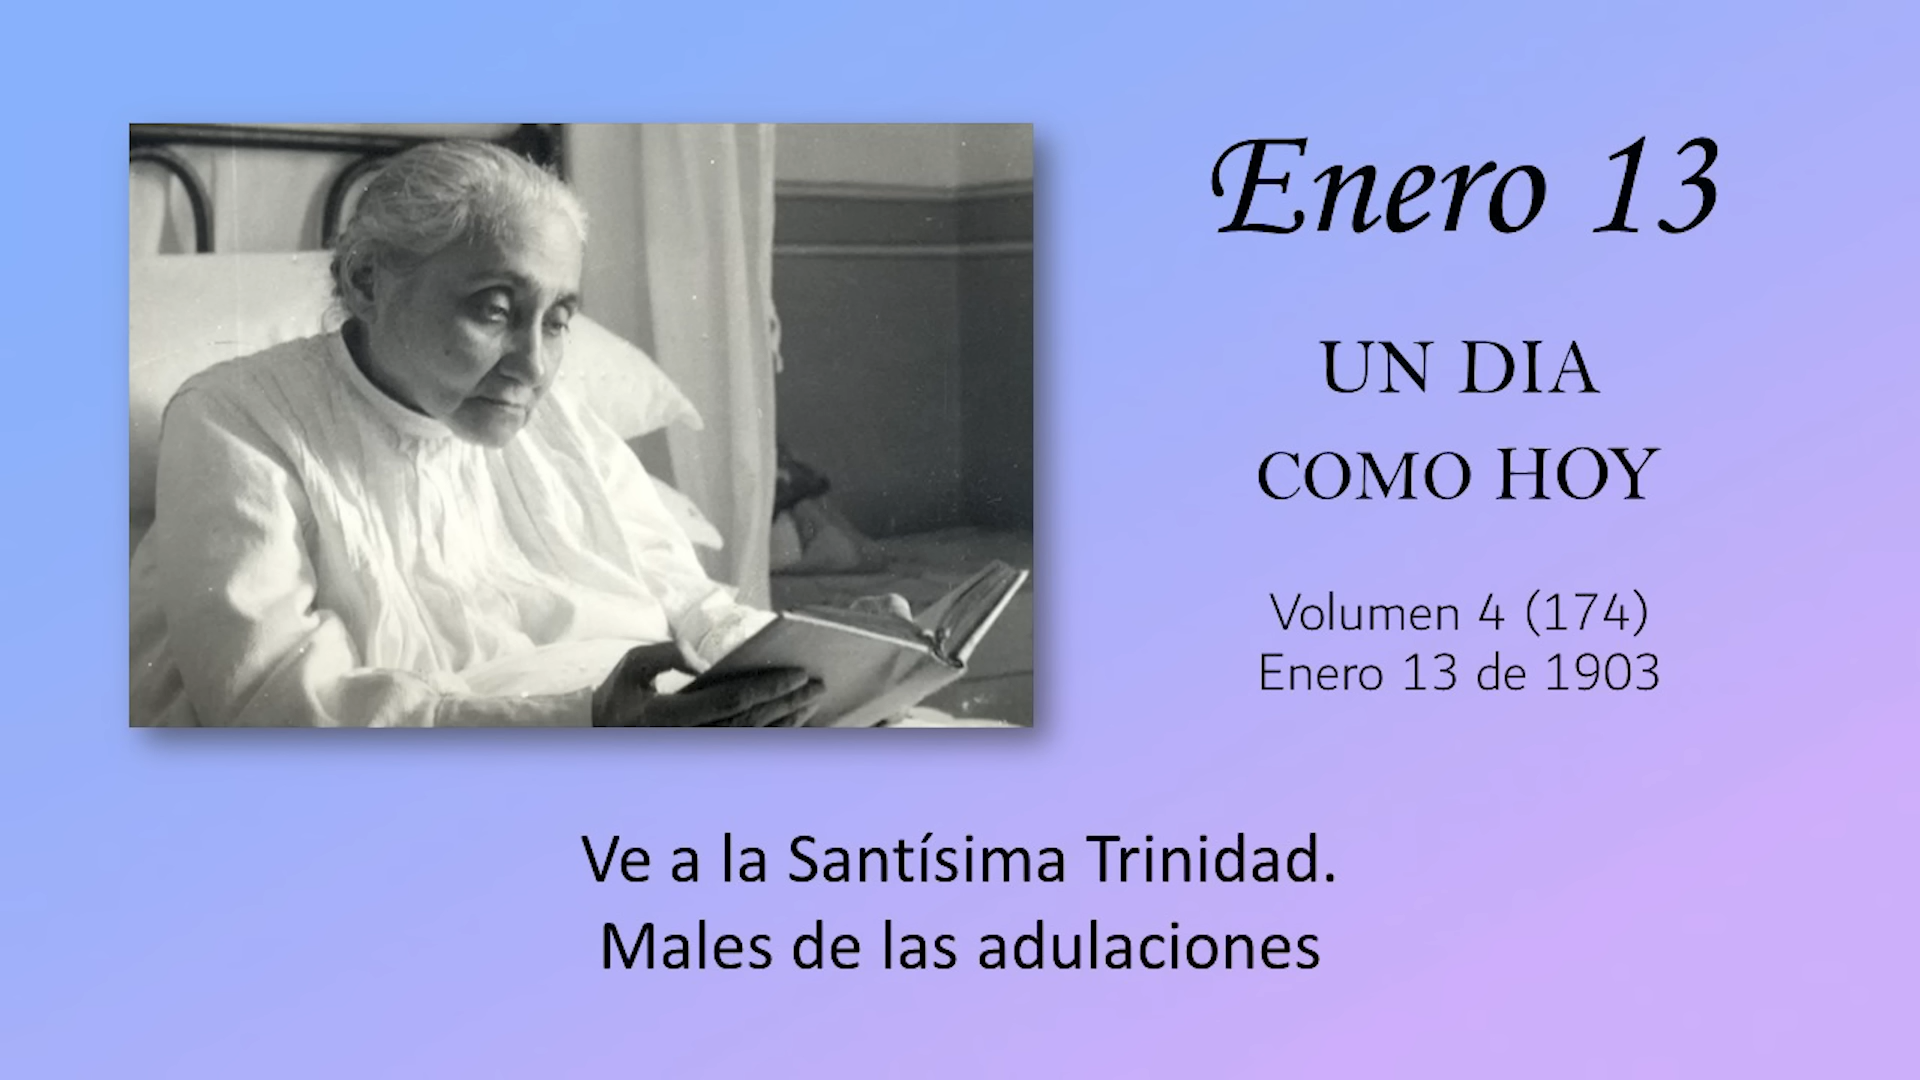 Enero 13
UN DIA
COMO HOY
Volumen 4 (174)
Enero 13 de 1903
Ve a la Santísima Trinidad.
Males de las adulaciones